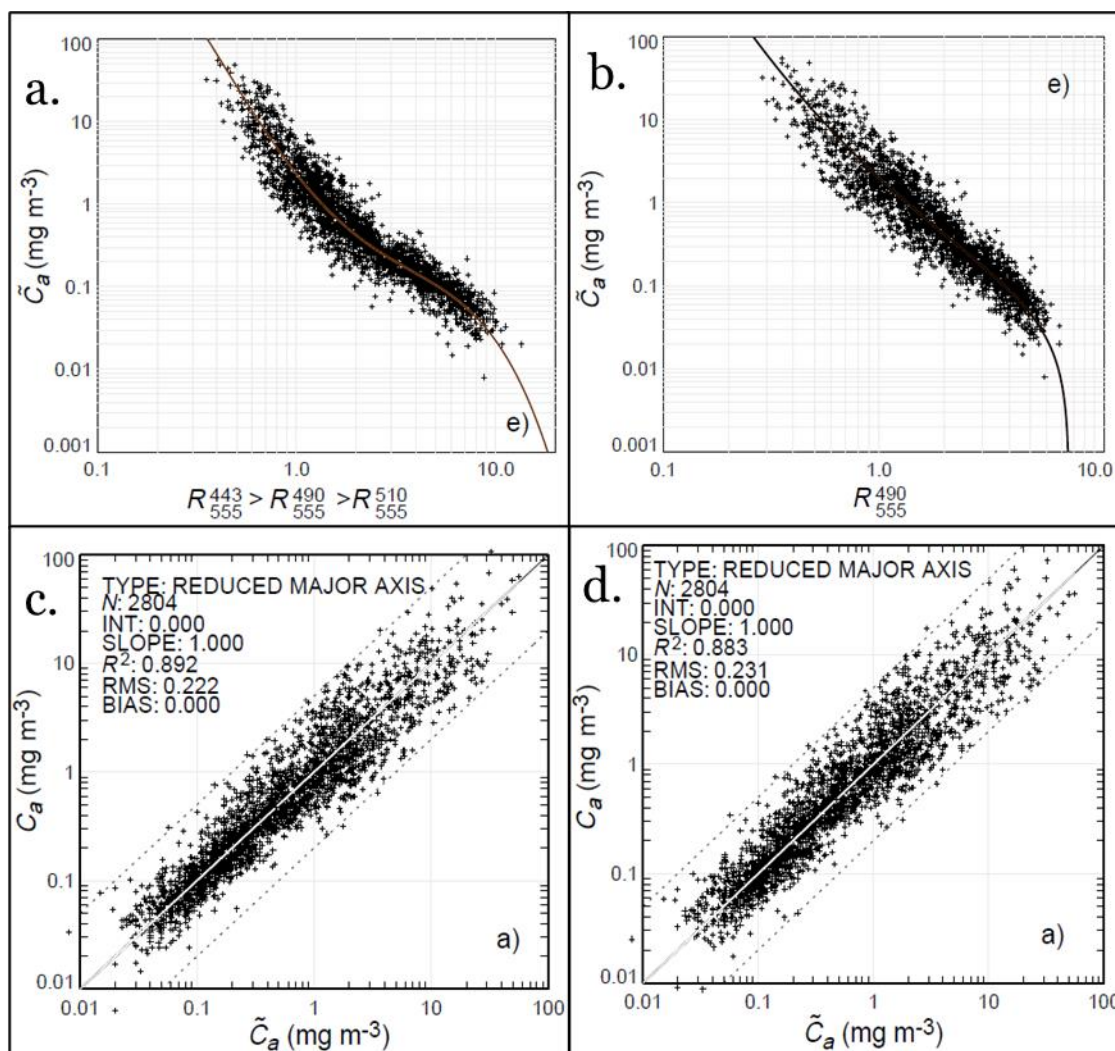 a.
100
10
1
0.1
0.01
0.001
C̃a (mg m-3)
e)
0.1 1.0 10.0
R443555 > R490555 > R510555
b.
100
10
1
0.1
0.01
0.001
C̃a (mg m-3)
e)
0.1 1.0 10.0
R490555
c.
TYPE: REDUCED MAJOR AXIS
N: 2804
INT: 0.000
SLOPE: 1.000
R2: 0.892
RMS: 0.222
BIAS: 0.000
100
10
1
0.1
0.01
Ca (mg m-3)
a)
0.01 0.1 1 10 100
C̃a (mg m-3)
d.
TYPE: REDUCED MAJOR AXIS
N: 2804
INT: 0.000
SLOPE: 1.000
R2: 0.883
RMS: 0.231
BIAS: 0.000
100
10
1
0.1
0.01
Ca (mg m-3)
a)
0.01 0.1 1 10 100
C̃a (mg m-3)